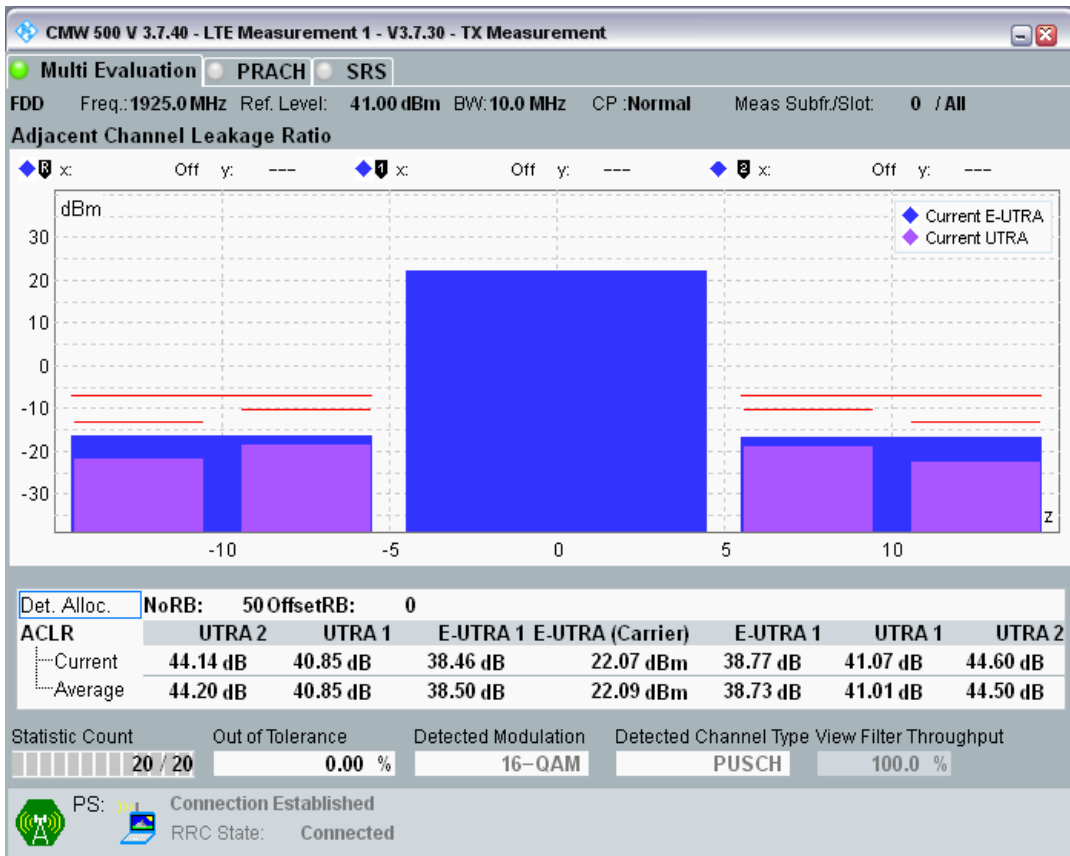 CMW 500 V 3.7.40 - LTE Measurement 1 - V3.7.30 - TX Measurement
Multi Evaluation PRACH SRS
FDD Freq.: 1925.0 MHz Ref. Level: 41.00 dBm BW: 10.0 MHz CP : Normal Meas Subfr./Slot: 0 / All
Adjacent Channel Leakage Ratio
R x: Off y: --- 1 x: Off y: --- 2 x: Off y: ---
dBm
Current E-UTRA
Current UTRA
30
20
10
0
-10
-20
-30
z
-10 -5 0 5 10
Det. Alloc. NoRB: 50 OffsetRB: 0
ACLR UTRA 2 UTRA 1 E-UTRA 1 E-UTRA (Carrier) E-UTRA 1 UTRA 1 UTRA 2
Current 44.14 dB 40.85 dB 38.46 dB 22.07 dBm 38.77 dB 41.07 dB 44.60 dB
Average 44.20 dB 40.85 dB 38.50 dB 22.09 dBm 38.73 dB 41.01 dB 44.50 dB
Statistic Count Out of Tolerance Detected Modulation Detected Channel Type View Filter Throughput
20 / 20 0.00 % 16-QAM PUSCH 100.0 %
PS: Connection Established
RRC State: Connected